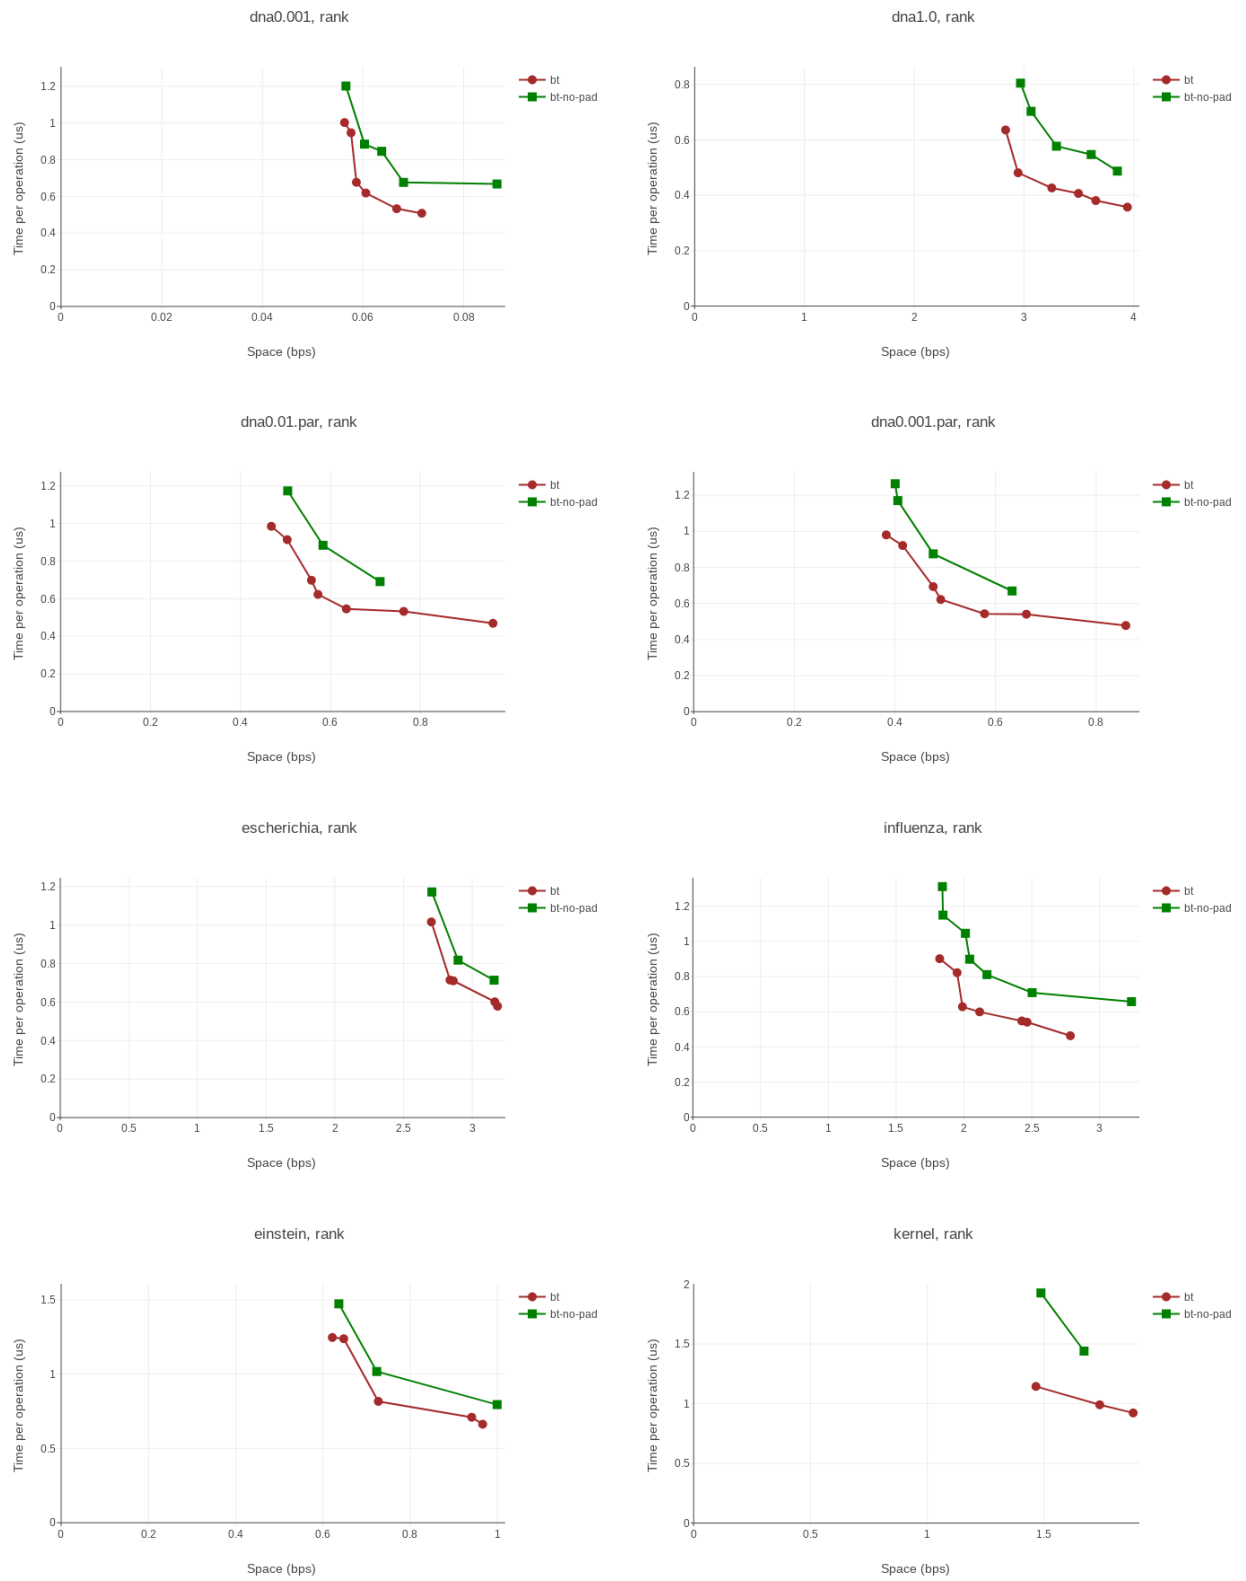 dna0.001, rank
Time per operation (us)
1.2
1
0.8
0.6
0.4
0.2
0
0
0.02
0.04
0.06
0.08
Space (bps)
bt
bt-no-pad
dna1.0, rank
Time per operation (us)
0.8
0.6
0.4
0.2
0
0
1
2
3
4
Space (bps)
bt
bt-no-pad
dna0.01.par, rank
Time per operation (us)
1.2
1
0.8
0.6
0.4
0.2
0
0
0.2
0.4
0.6
0.8
Space (bps)
bt
bt-no-pad
dna0.001.par, rank
Time per operation (us)
1.2
1
0.8
0.6
0.4
0.2
0
0
0.2
0.4
0.6
0.8
Space (bps)
bt
bt-no-pad
escherichia, rank
Time per operation (us)
1.2
1
0.8
0.6
0.4
0.2
0
0
0.5
1
1.5
2
2.5
3
Space (bps)
bt
bt-no-pad
influenza, rank
Time per operation (us)
1.2
1
0.8
0.6
0.4
0.2
0
0
0.5
1
1.5
2
2.5
3
Space (bps)
bt
bt-no-pad
einstein, rank
Time per operation (us)
1.5
1
0.5
0
0
0.2
0.4
0.6
0.8
1
Space (bps)
bt
bt-no-pad
kernel, rank
Time per operation (us)
2
1.5
1
0.5
0
0
0.5
1
1.5
Space (bps)
bt
bt-no-pad